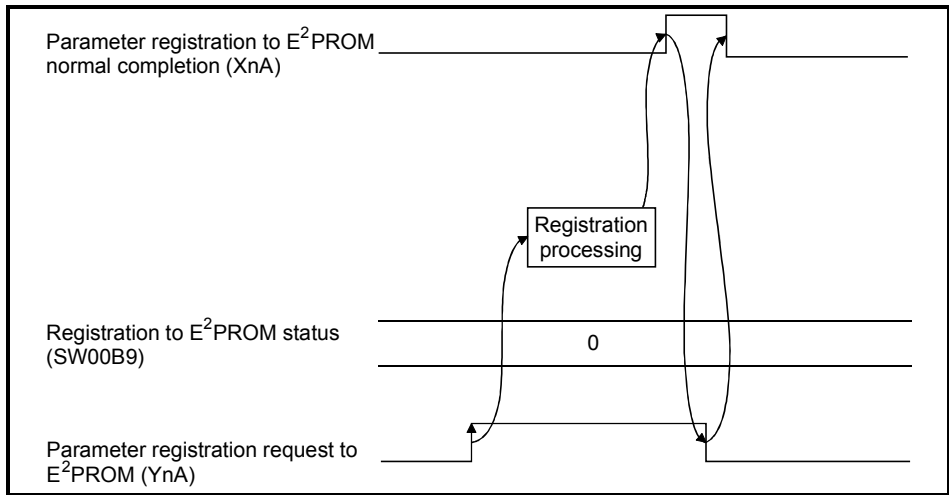 Parameter registration to E²PROM
normal completion (XnA)
Registration
processing
Registration to E²PROM status
(SW00B9)
0
Parameter registration request to
E²PROM (YnA)